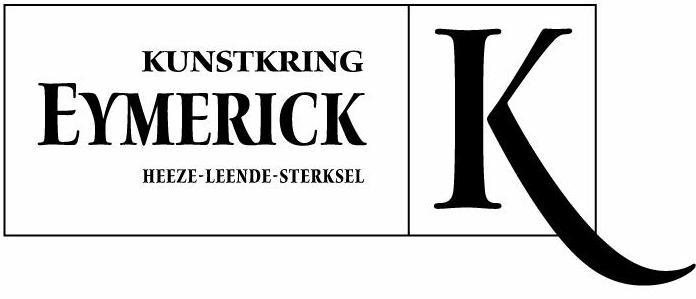 KUNSTKRING
EYMERICK
HEEZE-LEENDE-STERKSEL
K